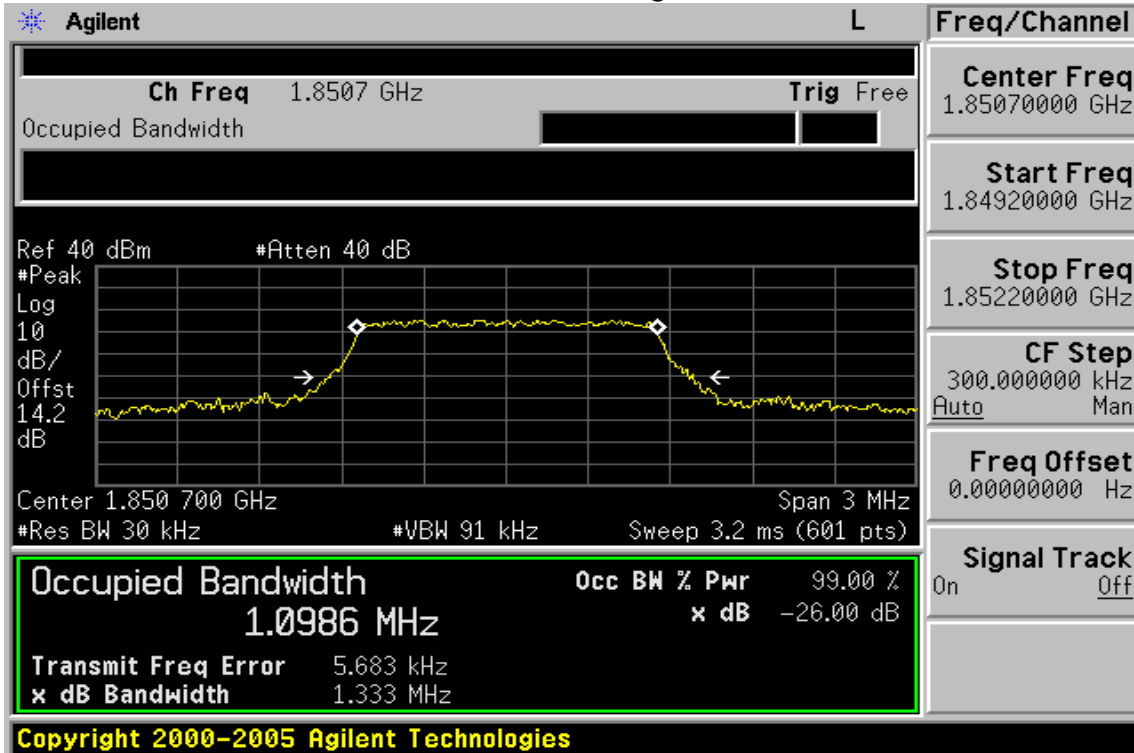 Agilent L Freq/Channel
Ch Freq 1.8507 GHz Trig Free
Occupied Bandwidth
Center Freq
1.85070000 GHz
Start Freq
1.84920000 GHz
Stop Freq
1.85220000 GHz
CF Step
300.000000 kHz
Auto Man
Freq Offset
0.00000000 Hz
Signal Track
On Off
Ref 40 dBm #Atten 40 dB
#Peak
Log
10
dB/
Offst
14.2
dB
Center 1.850 700 GHz Span 3 MHz
#Res BW 30 kHz #VBW 91 kHz Sweep 3.2 ms (601 pts)
Occupied Bandwidth Occ BW % Pwr 99.00 %
1.0986 MHz x dB -26.00 dB
Transmit Freq Error 5.683 kHz
x dB Bandwidth 1.333 MHz
Copyright 2000-2005 Agilent Technologies